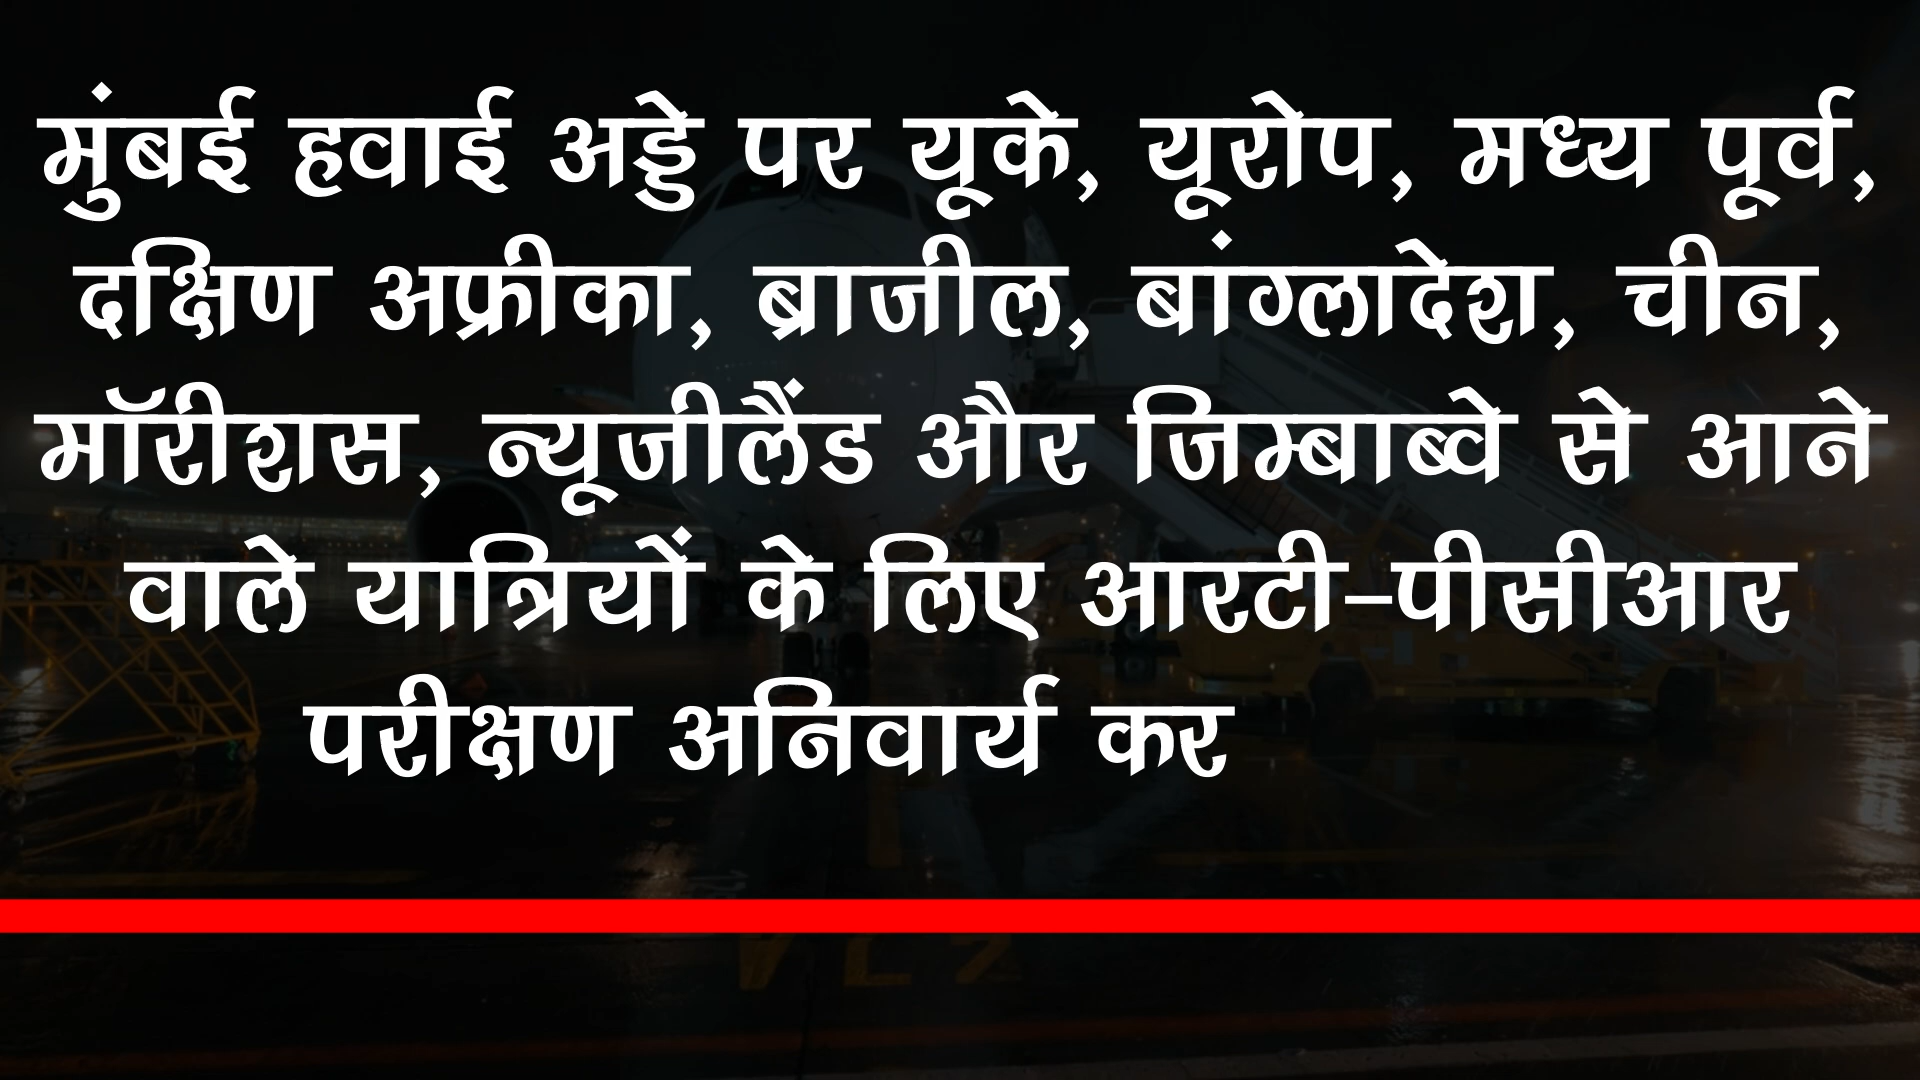 मुंबई हवाई अड्डे पर यूके, यूरोप, मध्य पूर्व,
दक्षिण अफ्रीका, ब्राजील, बांग्लादेश, चीन,
मॉरीशस, न्यूजीलैंड और जिम्बाब्वे से आने
वाले यात्रियों के लिए आरटी-पीसीआर
परीक्षण अनिवार्य कर